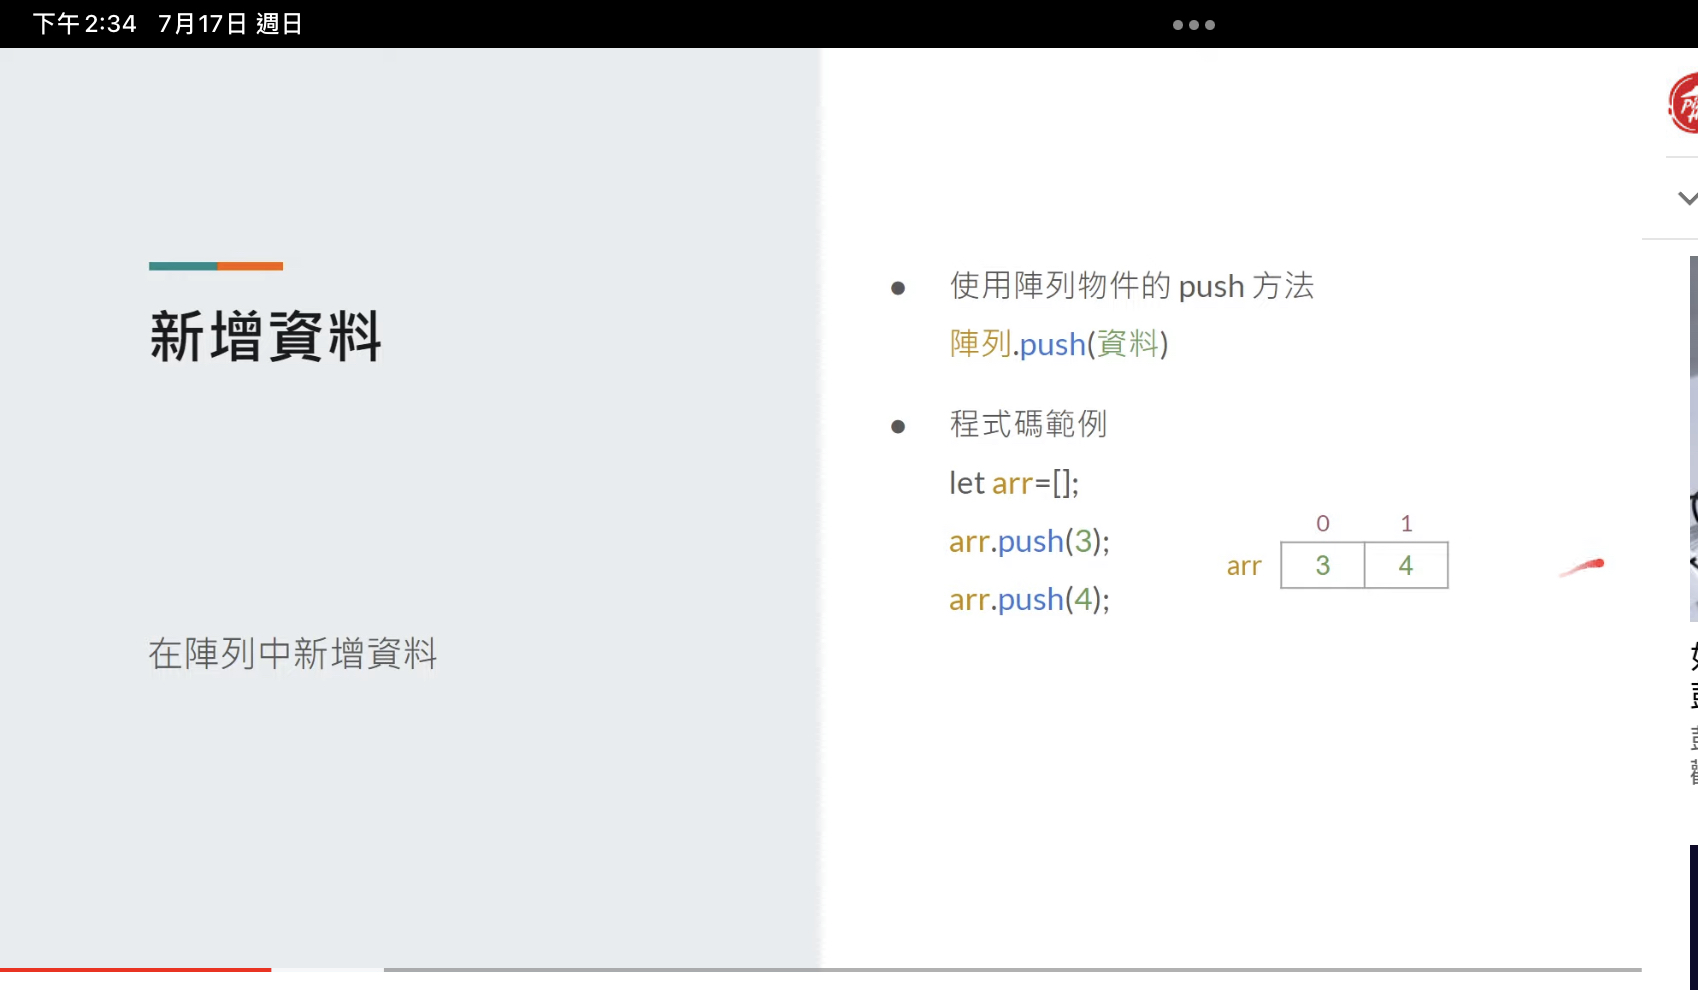 下午2:34 7月17日 週日
新增資料
在陣列中新增資料
● 使用陣列物件的 push 方法
陣列.push(資料)
● 程式碼範例
let arr=[];
arr.push(3);
arr.push(4);
0 1
arr 3 4